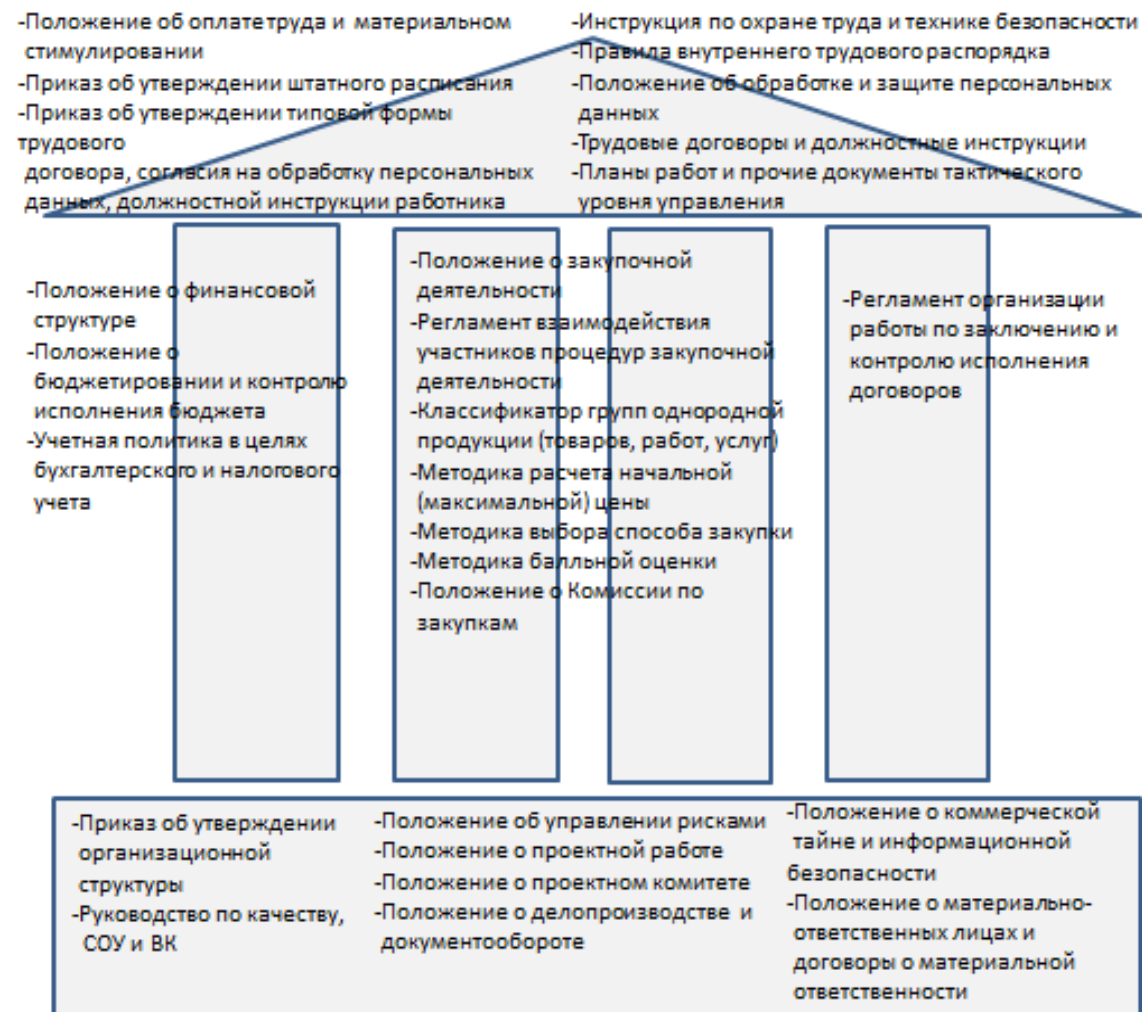 -Положение об оплате труда и материальном
стимулировании
-Приказ об утверждении штатного расписания
-Приказ об утверждении типовой формы
трудового
договора, согласия на обработку персональных
данных, должностной инструкции работника
-Инструкция по охране труда и технике безопасности
-Правила внутреннего трудового распорядка
-Положение об обработке и защите персональных
данных
-Трудовые договоры и должностные инструкции
-Планы работ и прочие документы тактического
уровня управления
-Положение о финансовой
структуре
-Положение о
бюджетировании и контролю
исполнения бюджета
-Учетная политика в целях
бухгалтерского и налогового
учета
-Положение о закупочной
деятельности
-Регламент взаимодействия
участников процедур закупочной
деятельности
-Классификатор групп однородной
продукции (товаров, работ, услуг)
-Методика расчета начальной
(максимальной) цены
-Методика выбора способа закупки
-Методика балльной оценки
-Положение о Комиссии по
закупкам
-Регламент организации
работы по заключению и
контролю исполнения
договоров
-Приказ об утверждении
организационной
структуры
-Руководство по качеству,
СОУ и ВК
-Положение об управлении рисками
-Положение о проектной работе
-Положение о проектном комитете
-Положение о делопроизводстве и
документообороте
-Положение о коммерческой
тайне и информационной
безопасности
-Положение о материально-
ответственных лицах и
договоры о материальной
ответственности